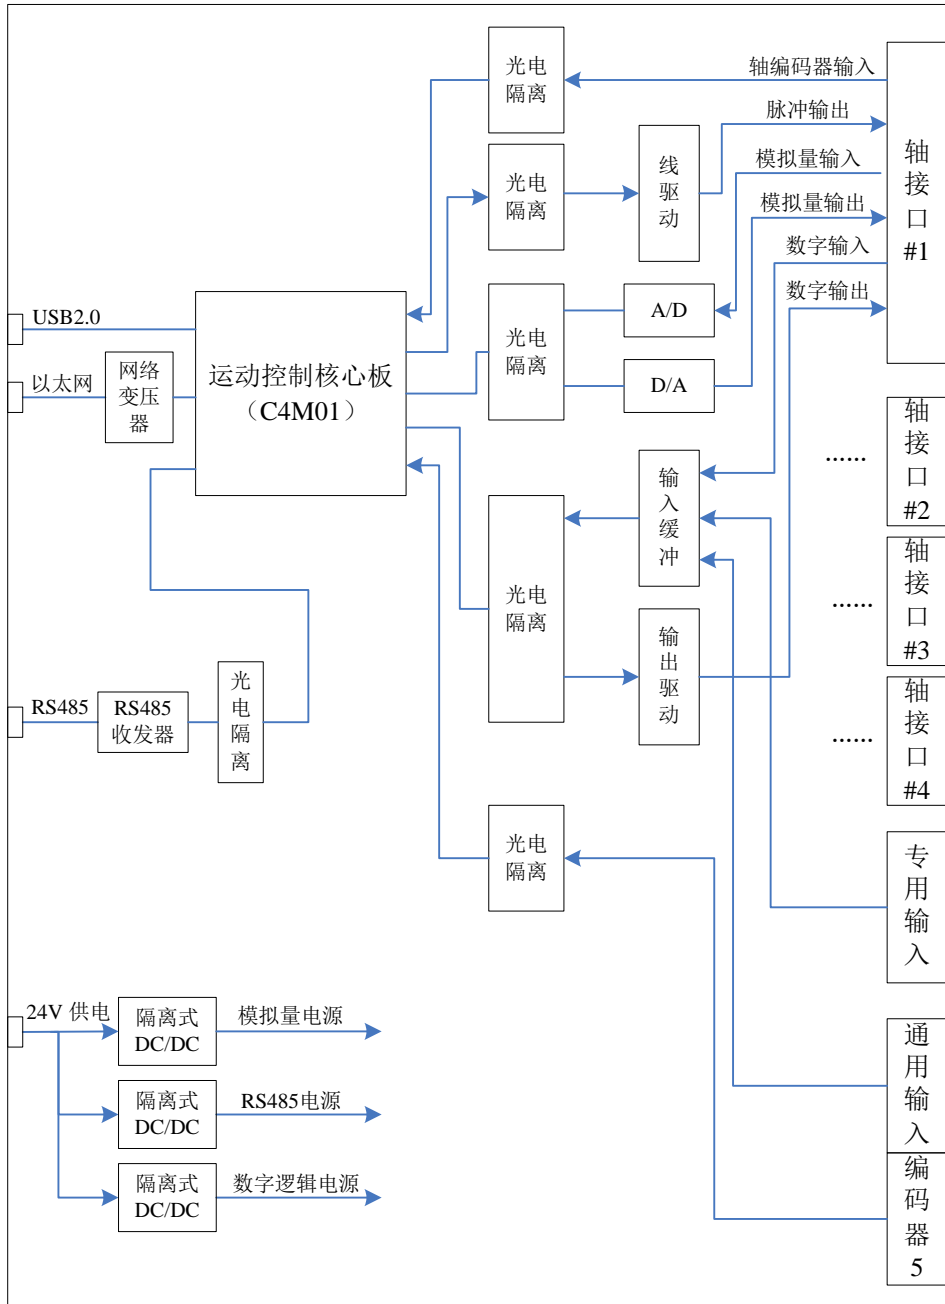 光电
隔离
轴编码器输入
脉冲输出
模拟量输入
模拟量输出
数字输入
数字输出
轴
接
口
#1
光电
隔离
线
驱
动
光电
隔离
A/D
D/A
USB2.0
以太网
网络
变压
器
运动控制核心板
（C4M01）
光电
隔离
输
入
缓
冲
输
出
驱
动
......
轴
接
口
#2
......
轴
接
口
#3
......
轴
接
口
#4
RS485
RS485
收发器
光
电
隔
离
光电
隔离
专
用
输
入
通
用
输
入
编
码
器
5
24V 供电
隔离式
DC/DC
模拟量电源
隔离式
DC/DC
RS485电源
隔离式
DC/DC
数字逻辑电源